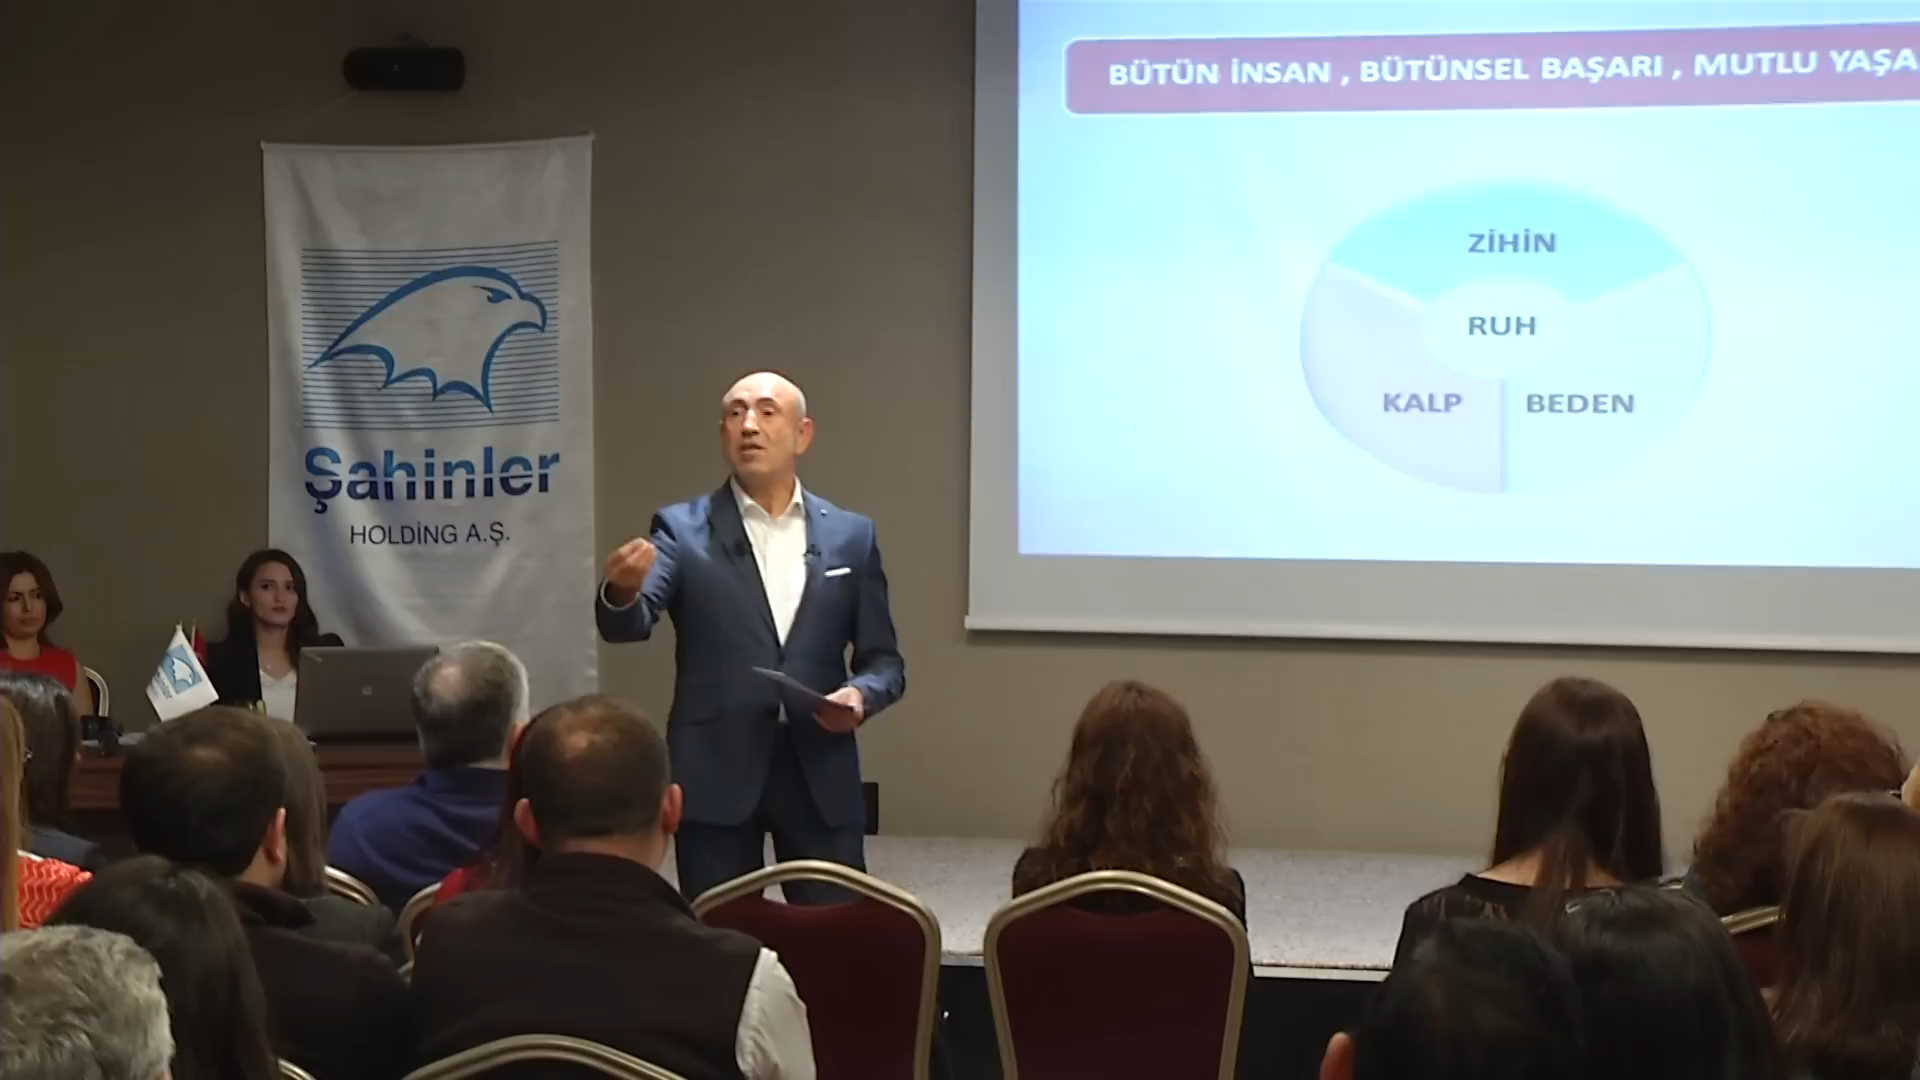 BÜTÜN İNSAN , BÜTÜNSEL BAŞARI , MUTLU YAŞA
ZİHİN
RUH
KALP
BEDEN
Şahinler
HOLDİNG A.Ş.